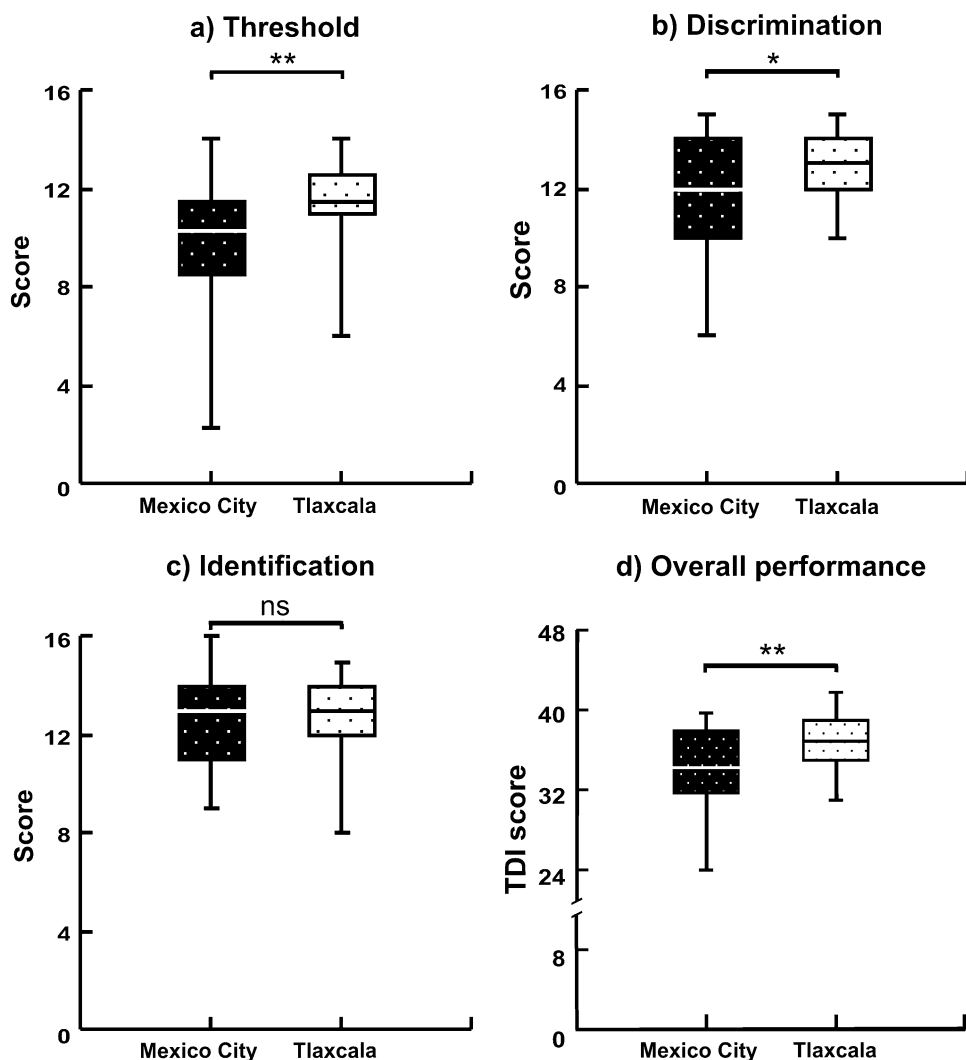 a) Threshold
**
16
12
8
4
0
Score
Mexico City Tlaxcala
b) Discrimination
*
16
12
8
4
0
Score
Mexico City Tlaxcala
c) Identification
ns
16
12
8
4
0
Score
Mexico City Tlaxcala
d) Overall performance
**
48
40
32
24
8
0
TDI score
Mexico City Tlaxcala